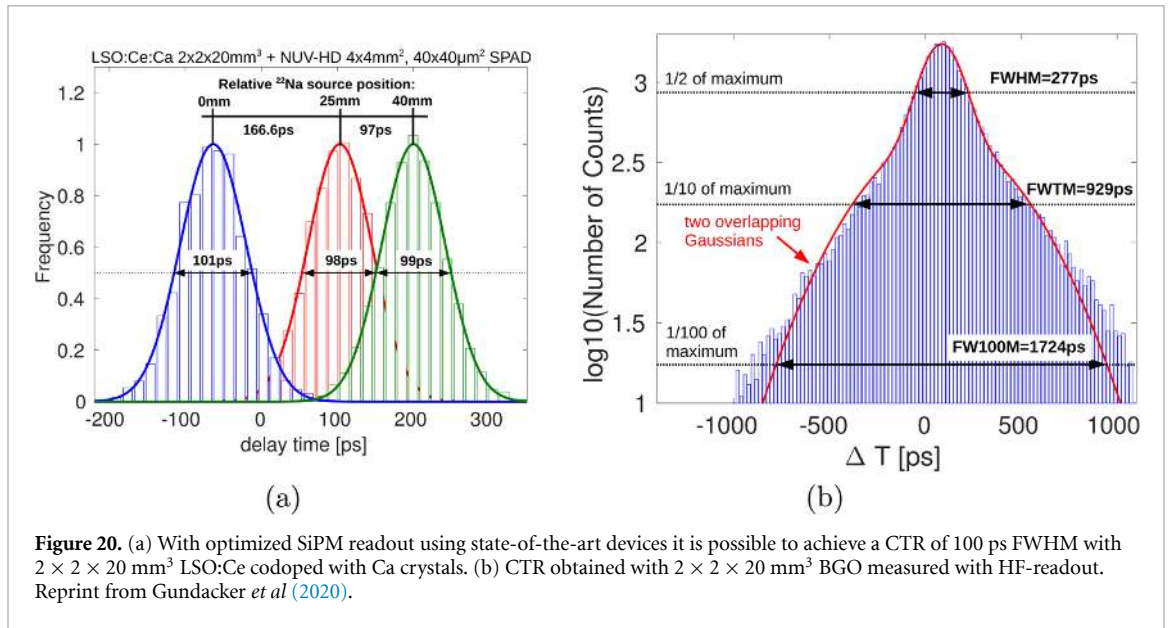 LSO:Ce:Ca 2x2x20mm³ + NUV-HD 4x4mm², 40x40μm² SPAD
Relative ²²Na source position:
0mm 25mm 40mm
166.6ps 97ps
1.2
1
0.8
0.6
0.4
0.2
0
Frequency
101ps 98ps 99ps
-200 -100 0 100 200 300
delay time [ps]
(a)
1/2 of maximum
FWHM=277ps
1/10 of maximum
FWTM=929ps
two overlapping
Gaussians
1/100 of
maximum
FW100M=1724ps
3
2.5
2
1.5
1
log10(Number of Counts)
-1000 -500 0 500 1000
Δ T [ps]
(b)
Figure 20. (a) With optimized SiPM readout using state-of-the-art devices it is possible to achieve a CTR of 100 ps FWHM with
2 × 2 × 20 mm³ LSO:Ce codoped with Ca crystals. (b) CTR obtained with 2 × 2 × 20 mm³ BGO measured with HF-readout.
Reprint from Gundacker et al (2020).